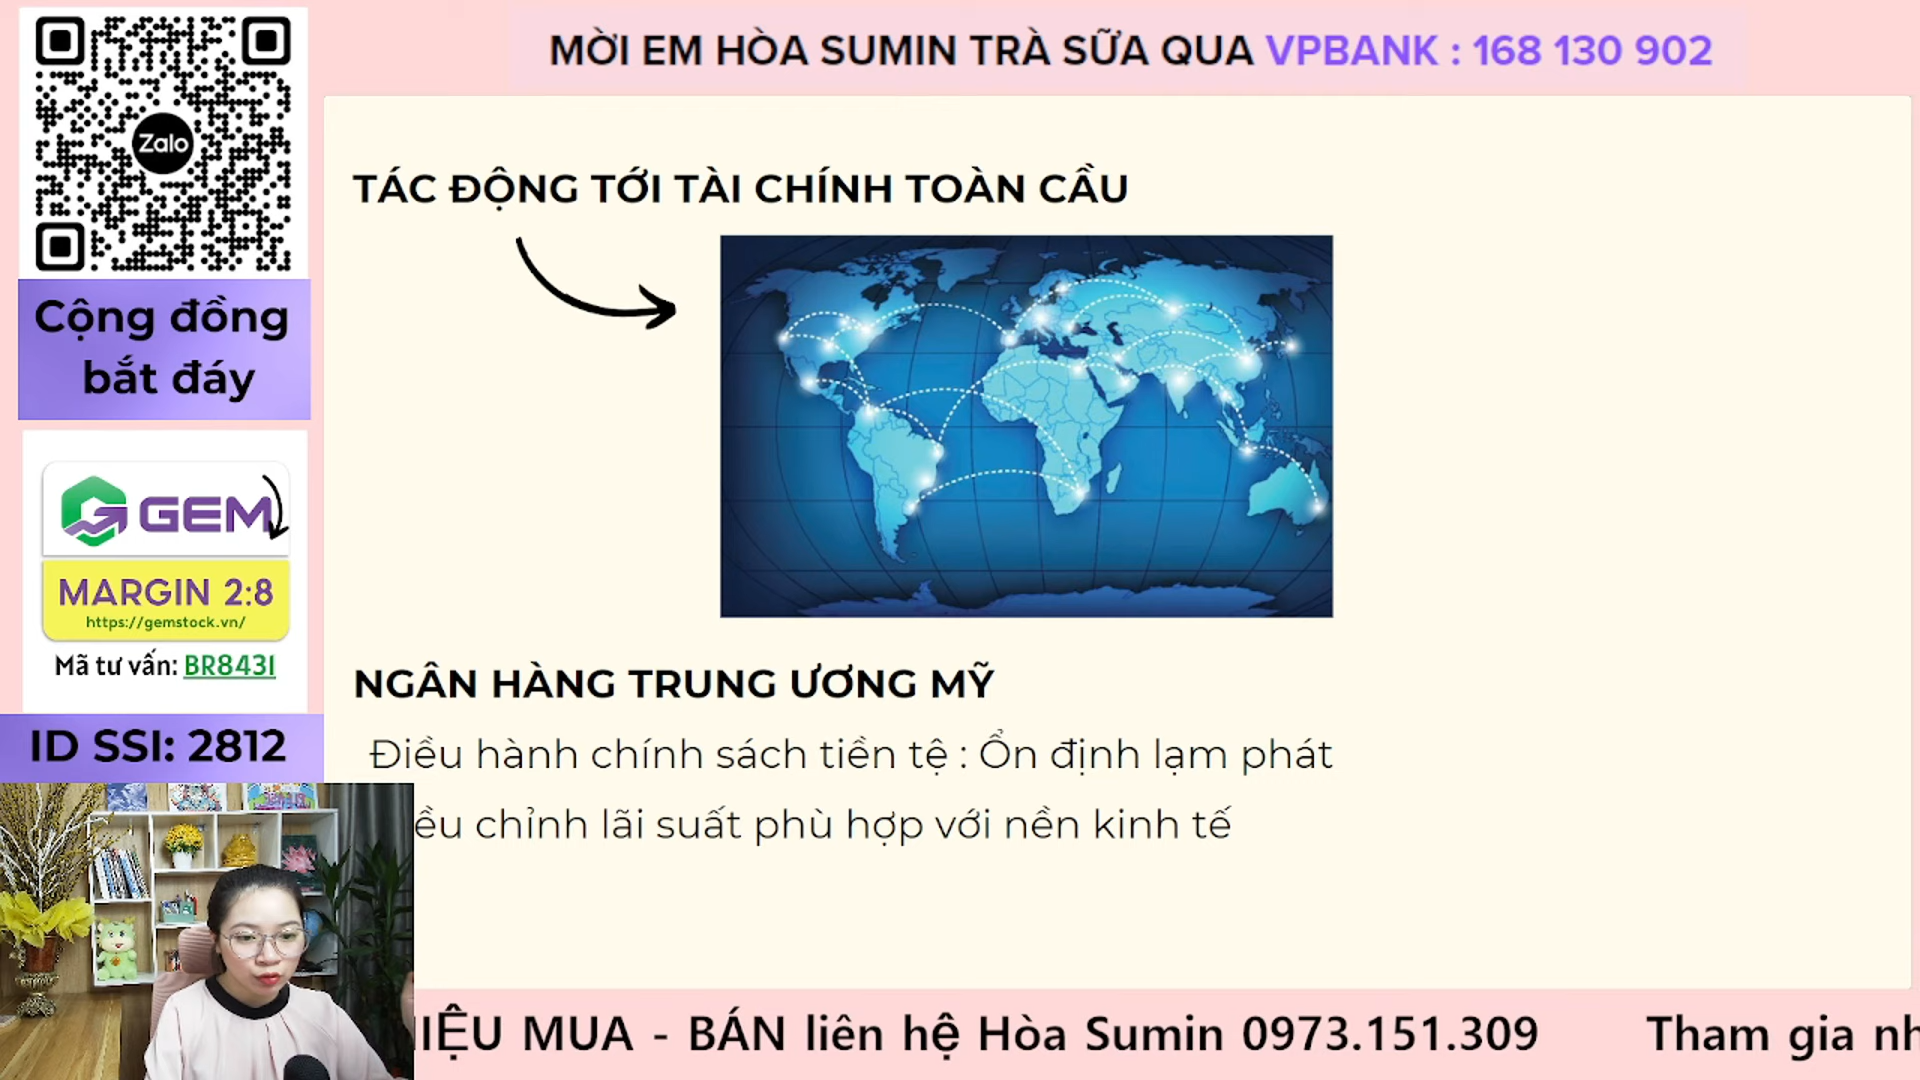 MỜI EM HÒA SUMIN TRÀ SỮA QUA VPBANK : 168 130 902
Zalo
Cộng đồng
bắt đáy
GEM
MARGIN 2:8
https://gemstock.vn/
Mã tư vấn: BR8431
ID SSI: 2812
TÁC ĐỘNG TỚI TÀI CHÍNH TOÀN CẦU
NGÂN HÀNG TRUNG ƯƠNG MỸ
Điều hành chính sách tiền tệ : Ổn định lạm phát
ều chỉnh lãi suất phù hợp với nền kinh tế
IỆU MUA - BÁN liên hệ Hòa Sumin 0973.151.309 Tham gia nh